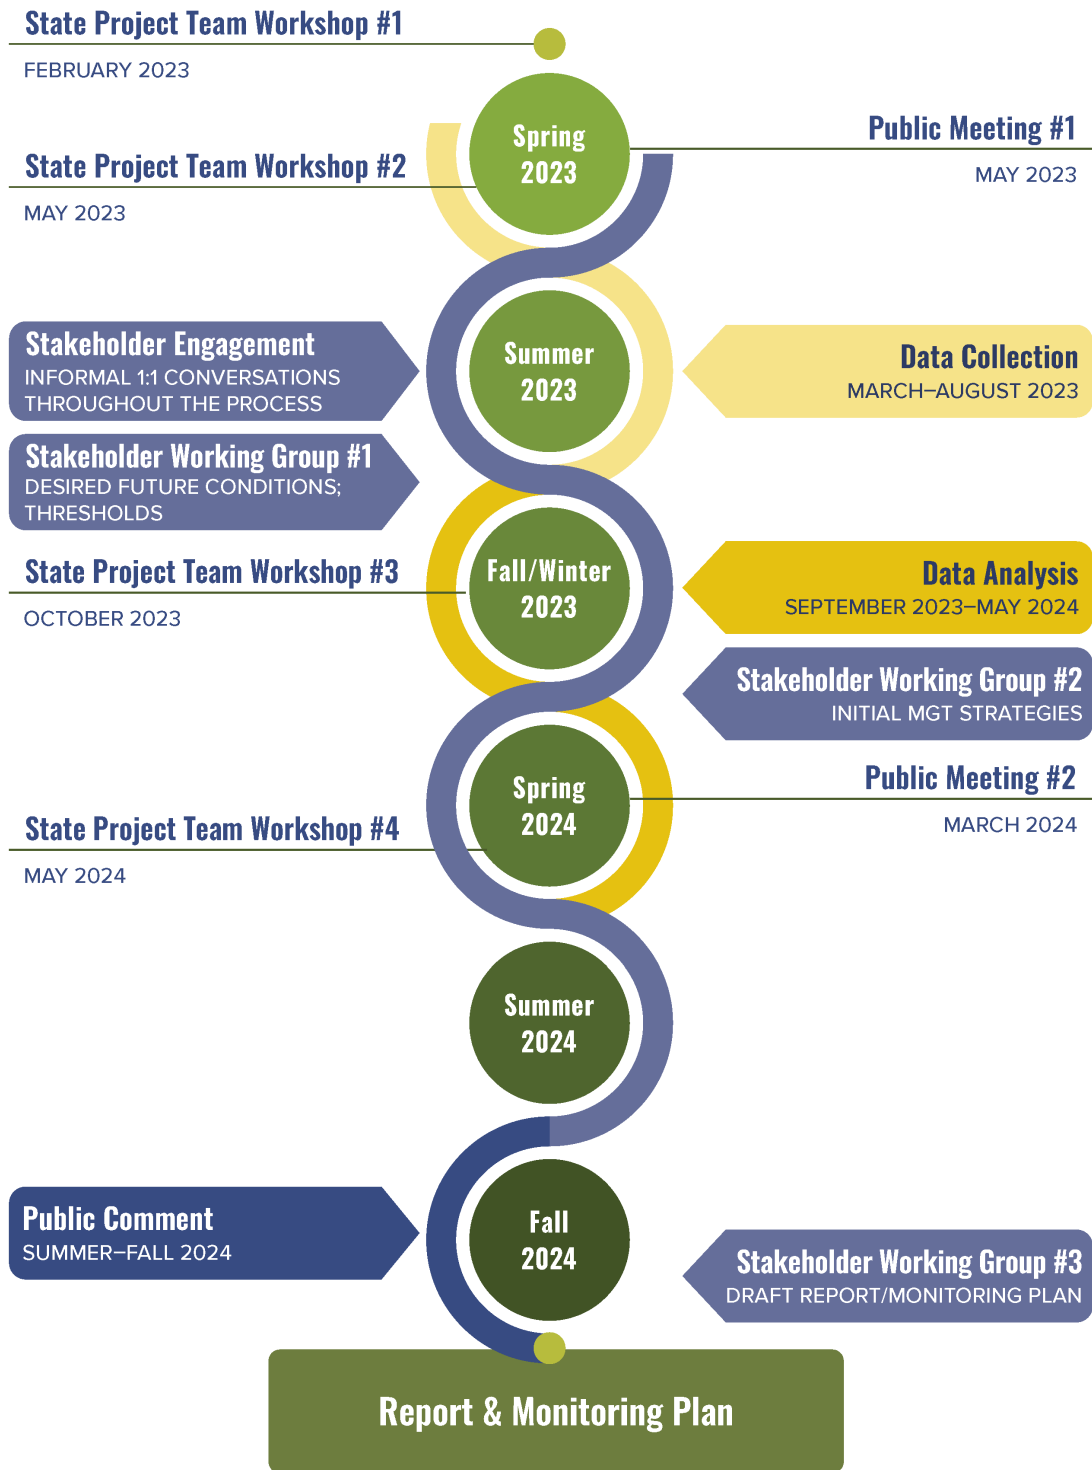 State Project Team Workshop #1
FEBRUARY 2023
Spring
2023
Public Meeting #1
MAY 2023
State Project Team Workshop #2
MAY 2023
Summer
2023
Stakeholder Engagement
INFORMAL 1:1 CONVERSATIONS
THROUGHOUT THE PROCESS
Data Collection
MARCH–AUGUST 2023
Stakeholder Working Group #1
DESIRED FUTURE CONDITIONS;
THRESHOLDS
State Project Team Workshop #3
OCTOBER 2023
Fall/Winter
2023
Data Analysis
SEPTEMBER 2023–MAY 2024
Stakeholder Working Group #2
INITIAL MGT STRATEGIES
Spring
2024
Public Meeting #2
MARCH 2024
State Project Team Workshop #4
MAY 2024
Summer
2024
Public Comment
SUMMER–FALL 2024
Fall
2024
Stakeholder Working Group #3
DRAFT REPORT/MONITORING PLAN
Report & Monitoring Plan